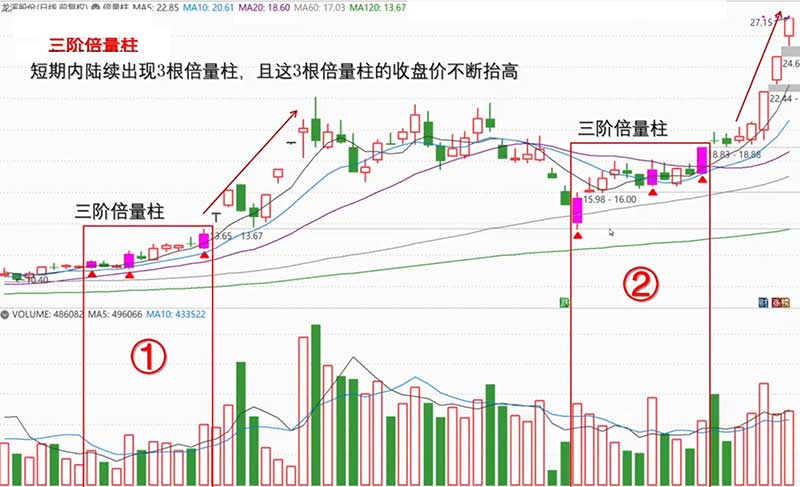 龙溪股份(日线 前复权) 倍量柱 MA5: 22.85 MA10: 20.61 MA20: 18.60 MA60: 17.03 MA120: 13.67
三阶倍量柱
短期内陆续出现3根倍量柱，且这3根倍量柱的收盘价不断抬高
27.15
24.6
22.44
三阶倍量柱
18.83 - 18.88
15.98 - 16.00
三阶倍量柱
13.65 - 13.67
10.40
②
财
VOLUME: 486082 MA5: 496066 MA10: 433522
①